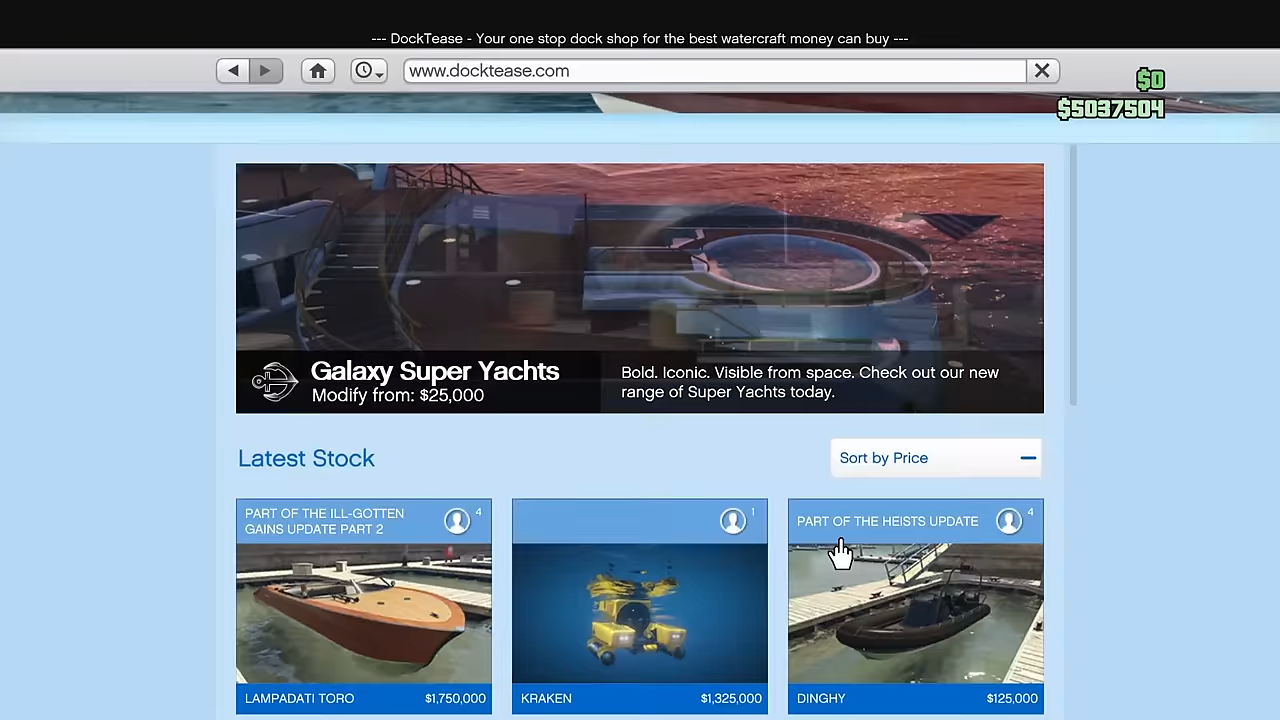 --- DockTease - Your one stop dock shop for the best watercraft money can buy ---
www.docktease.com
$0
$5037504
Galaxy Super Yachts
Modify from: $25,000
Bold. Iconic. Visible from space. Check out our new
range of Super Yachts today.
Latest Stock
Sort by Price
PART OF THE ILL-GOTTEN
GAINS UPDATE PART 2
4
1
PART OF THE HEISTS UPDATE
4
LAMPADATI TORO
$1,750,000
KRAKEN
$1,325,000
DINGHY
$125,000